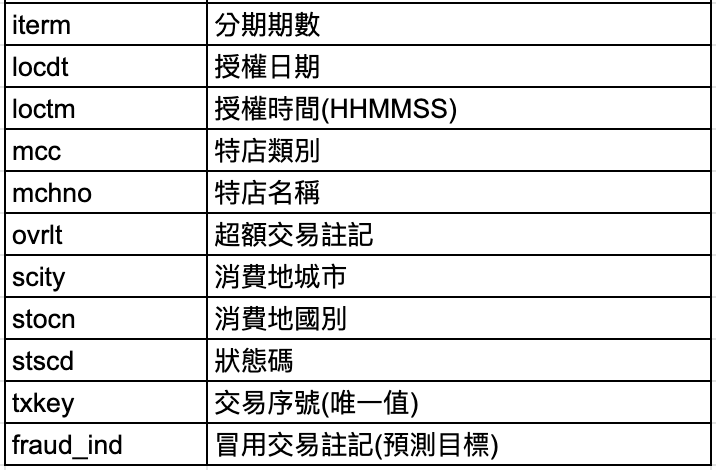 iterm 分期期數
locdt 授權日期
loctm 授權時間(HHMMSS)
mcc 特店類別
mchno 特店名稱
ovrlt 超額交易註記
scity 消費地城市
stocn 消費地國別
stscd 狀態碼
txkey 交易序號(唯一值)
fraud_ind 冒用交易註記(預測目標)